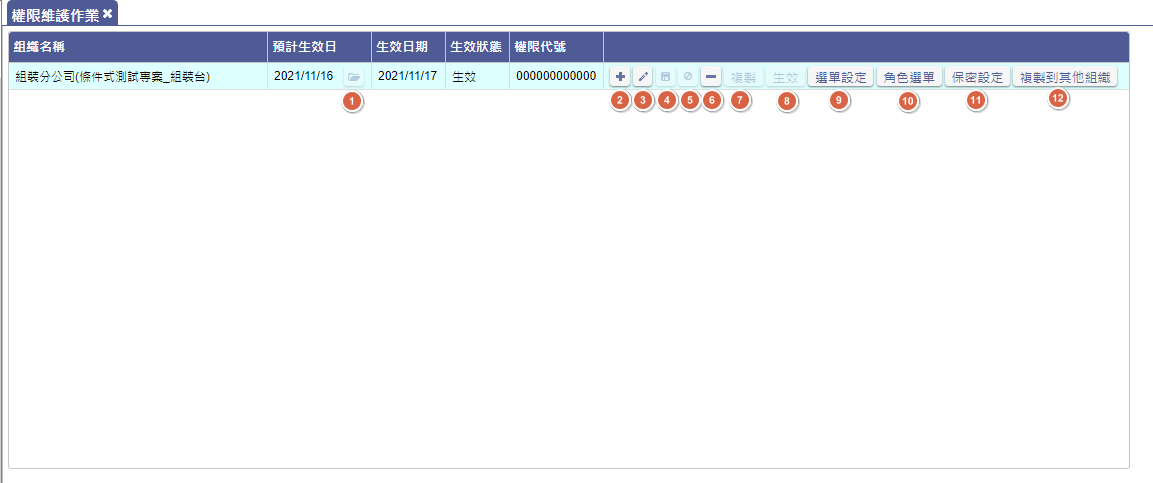 權限維護作業
組織名稱 預計生效日 生效日期 生效狀態 權限代號
組裝分公司(條件式測試專案_組裝台) 2021/11/16 2021/11/17 生效 000000000000 複製 生效 選單設定 角色選單 保密設定 複製到其他組織
1 2 3 4 5 6 7 8 9 10 11 12